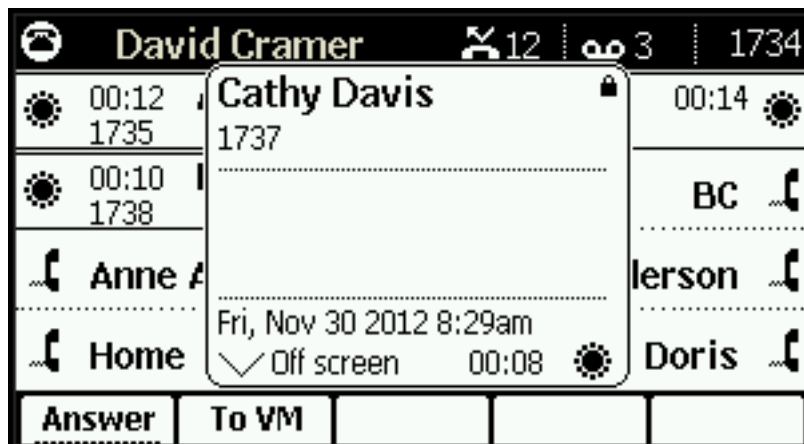 David Cramer 12 3 1734
00:12
1735
Cathy Davis
1737
00:14
00:10
1738
BC
Anne
lerson
Fri, Nov 30 2012 8:29am
Off screen 00:08
Home
Doris
Answer To VM